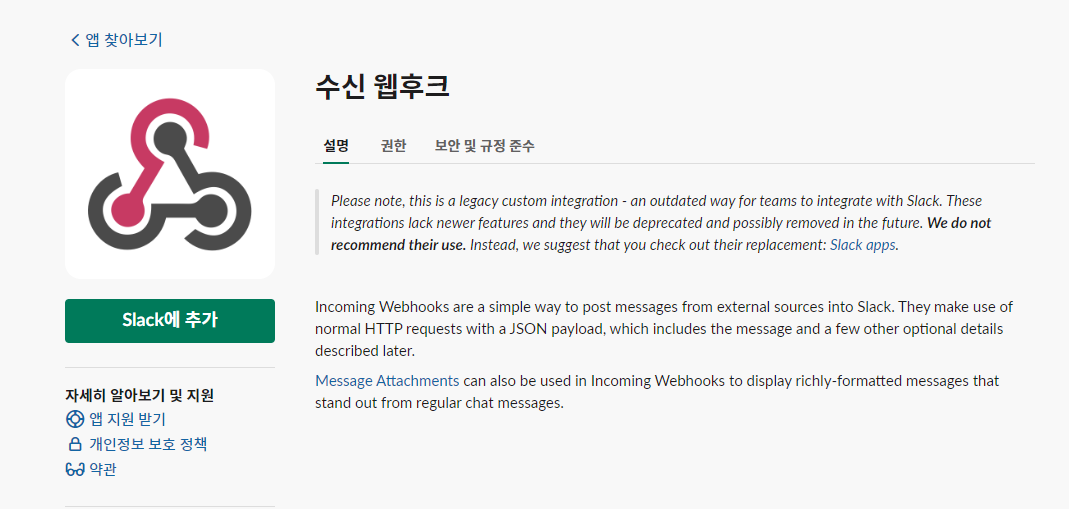 앱 찾아보기
수신 웹후크
설명 권한 보안 및 규정 준수
Please note, this is a legacy custom integration - an outdated way for teams to integrate with Slack. These
integrations lack newer features and they will be deprecated and possibly removed in the future. We do not
recommend their use. Instead, we suggest that you check out their replacement: Slack apps.
Slack에 추가
Incoming Webhooks are a simple way to post messages from external sources into Slack. They make use of
normal HTTP requests with a JSON payload, which includes the message and a few other optional details
described later.
Message Attachments can also be used in Incoming Webhooks to display richly-formatted messages that
stand out from regular chat messages.
자세히 알아보기 및 지원
앱 지원 받기
개인정보 보호 정책
약관